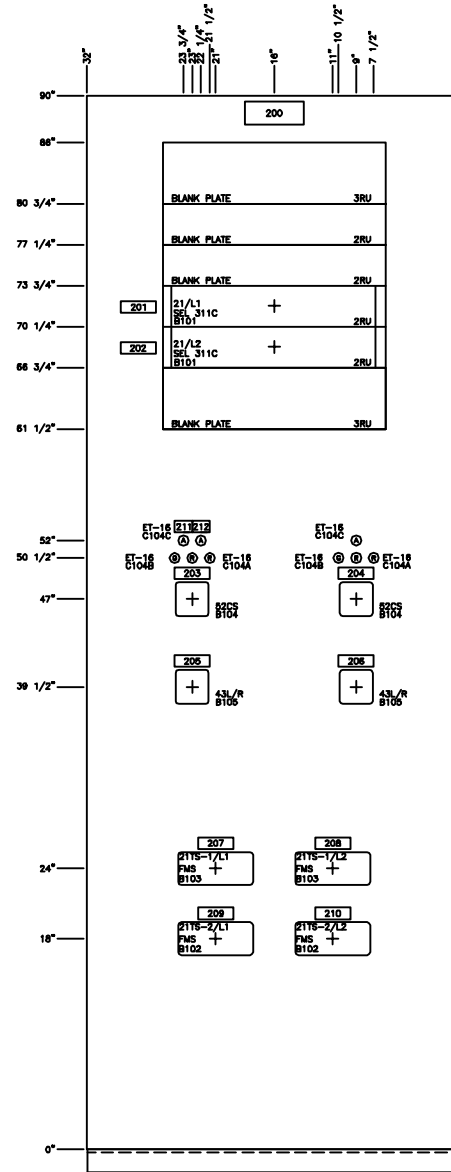 32"
23 3/4"
23"
22 1/4"
21 1/2"
21"
16"
11"
10 1/2"
9"
7 1/2"
90"
200
86"
80 3/4"
BLANK PLATE 3RU
77 1/4"
BLANK PLATE 2RU
73 3/4"
BLANK PLATE 2RU
201
21/L1
SEL 311C
B101
2RU
70 1/4"
202
21/L2
SEL 311C
B101
2RU
66 3/4"
61 1/2"
BLANK PLATE 3RU
ET-16
C104C
211 212
A A
52"
ET-16
C104C
A
50 1/2"
ET-16
C104B
G R
ET-16
C104A
ET-16
C104B
G R R
ET-16
C104A
203
204
47"
52CS
B104
52CS
B104
205
206
39 1/2"
43L/R
B105
43L/R
B105
207
208
24"
21TS-1/L1
FMS
B103
21TS-1/L2
FMS
B103
209
210
18"
21TS-2/L1
FMS
B102
21TS-2/L2
FMS
B102
0"